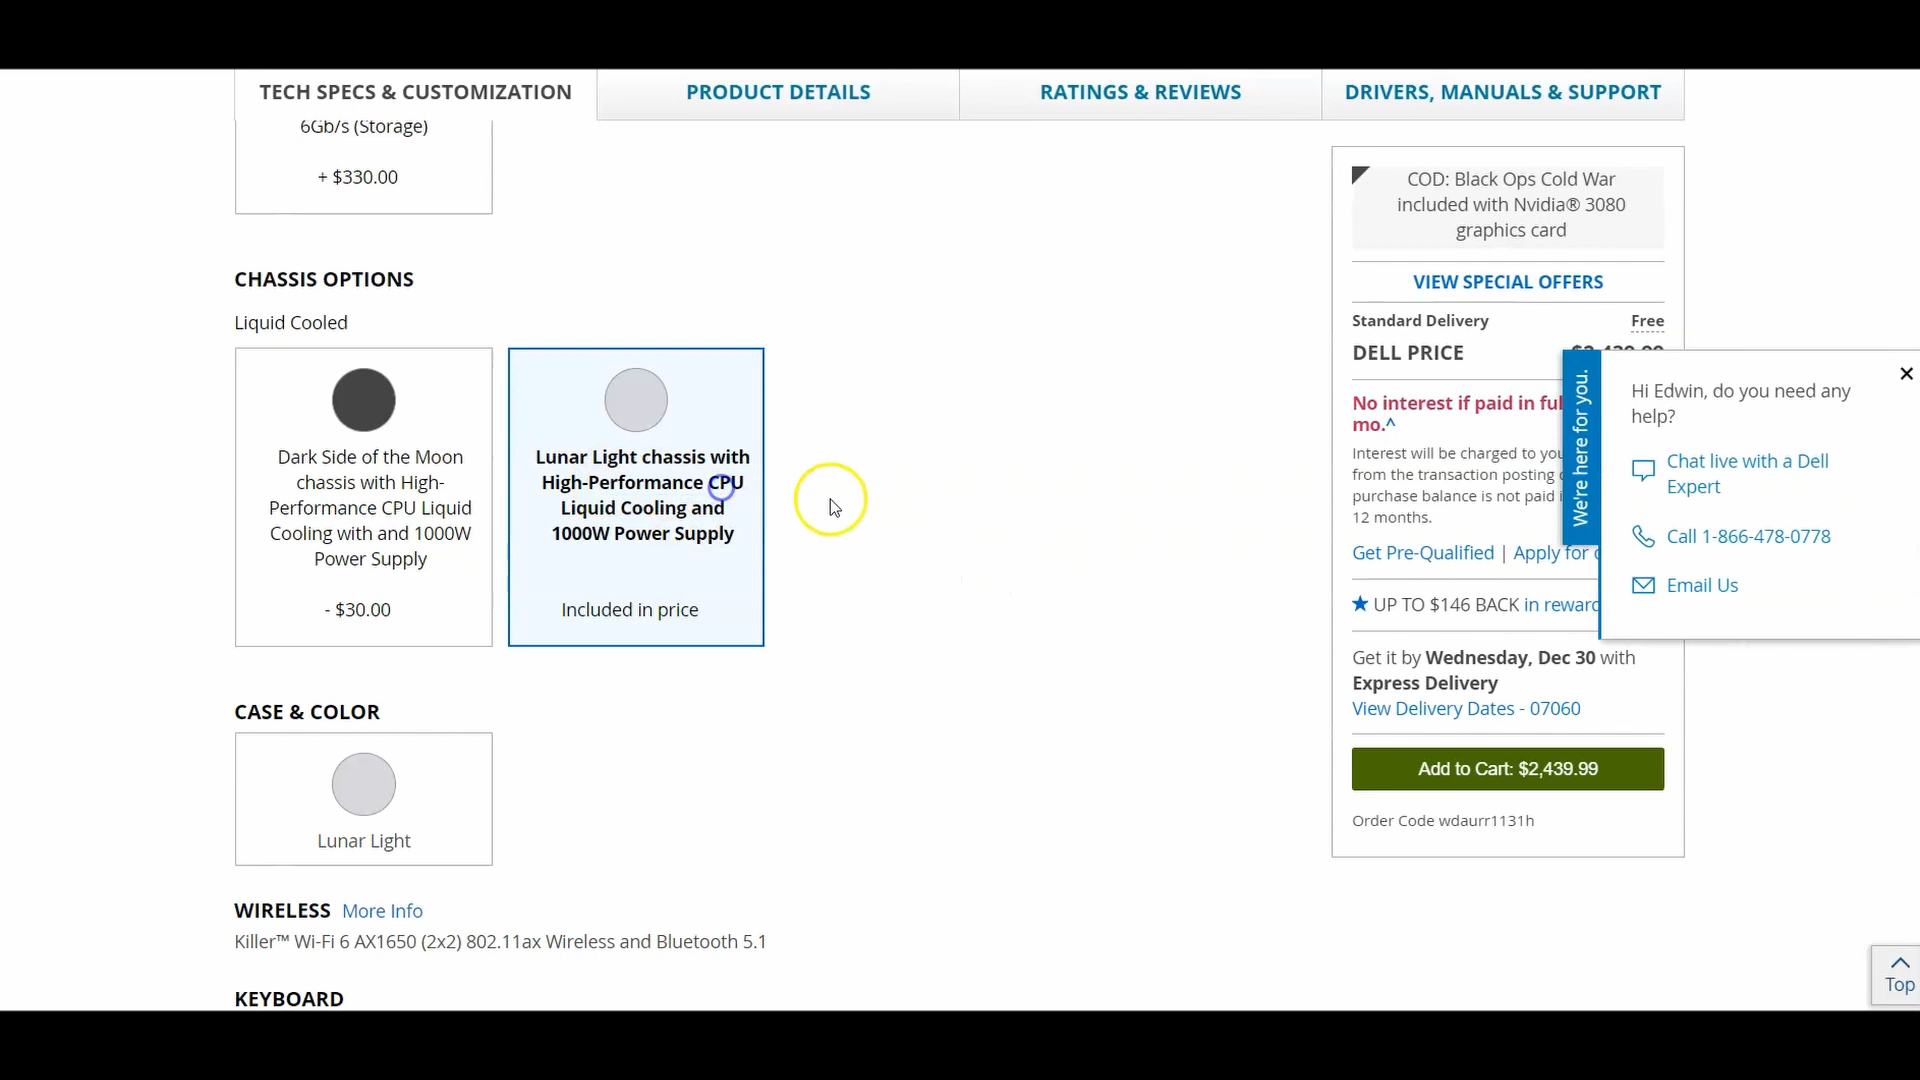 TECH SPECS & CUSTOMIZATION
PRODUCT DETAILS
RATINGS & REVIEWS
DRIVERS, MANUALS & SUPPORT
6Gb/s (Storage)
+ $330.00
CHASSIS OPTIONS
Liquid Cooled
Dark Side of the Moon
chassis with High-
Performance CPU Liquid
Cooling with and 1000W
Power Supply
- $30.00
Lunar Light chassis with
High-Performance CPU
Liquid Cooling and
1000W Power Supply
Included in price
CASE & COLOR
Lunar Light
WIRELESS More Info
Killer™ Wi-Fi 6 AX1650 (2x2) 802.11ax Wireless and Bluetooth 5.1
KEYBOARD
COD: Black Ops Cold War
included with Nvidia® 3080
graphics card
VIEW SPECIAL OFFERS
Standard Delivery Free
DELL PRICE
No interest if paid in
mo.^
Interest will be charged to
from the transaction posting
purchase balance is not paid
12 months.
Get Pre-Qualified | Apply for
UP TO $146 BACK in
Get it by Wednesday, Dec 30 with
Express Delivery
View Delivery Dates - 07060
Add to Cart: $2,439.99
Order Code wdaurr1131h
We're here for you.
Hi Edwin, do you need any
help?
Chat live with a Dell
Expert
Call 1-866-478-0778
Email Us
Top